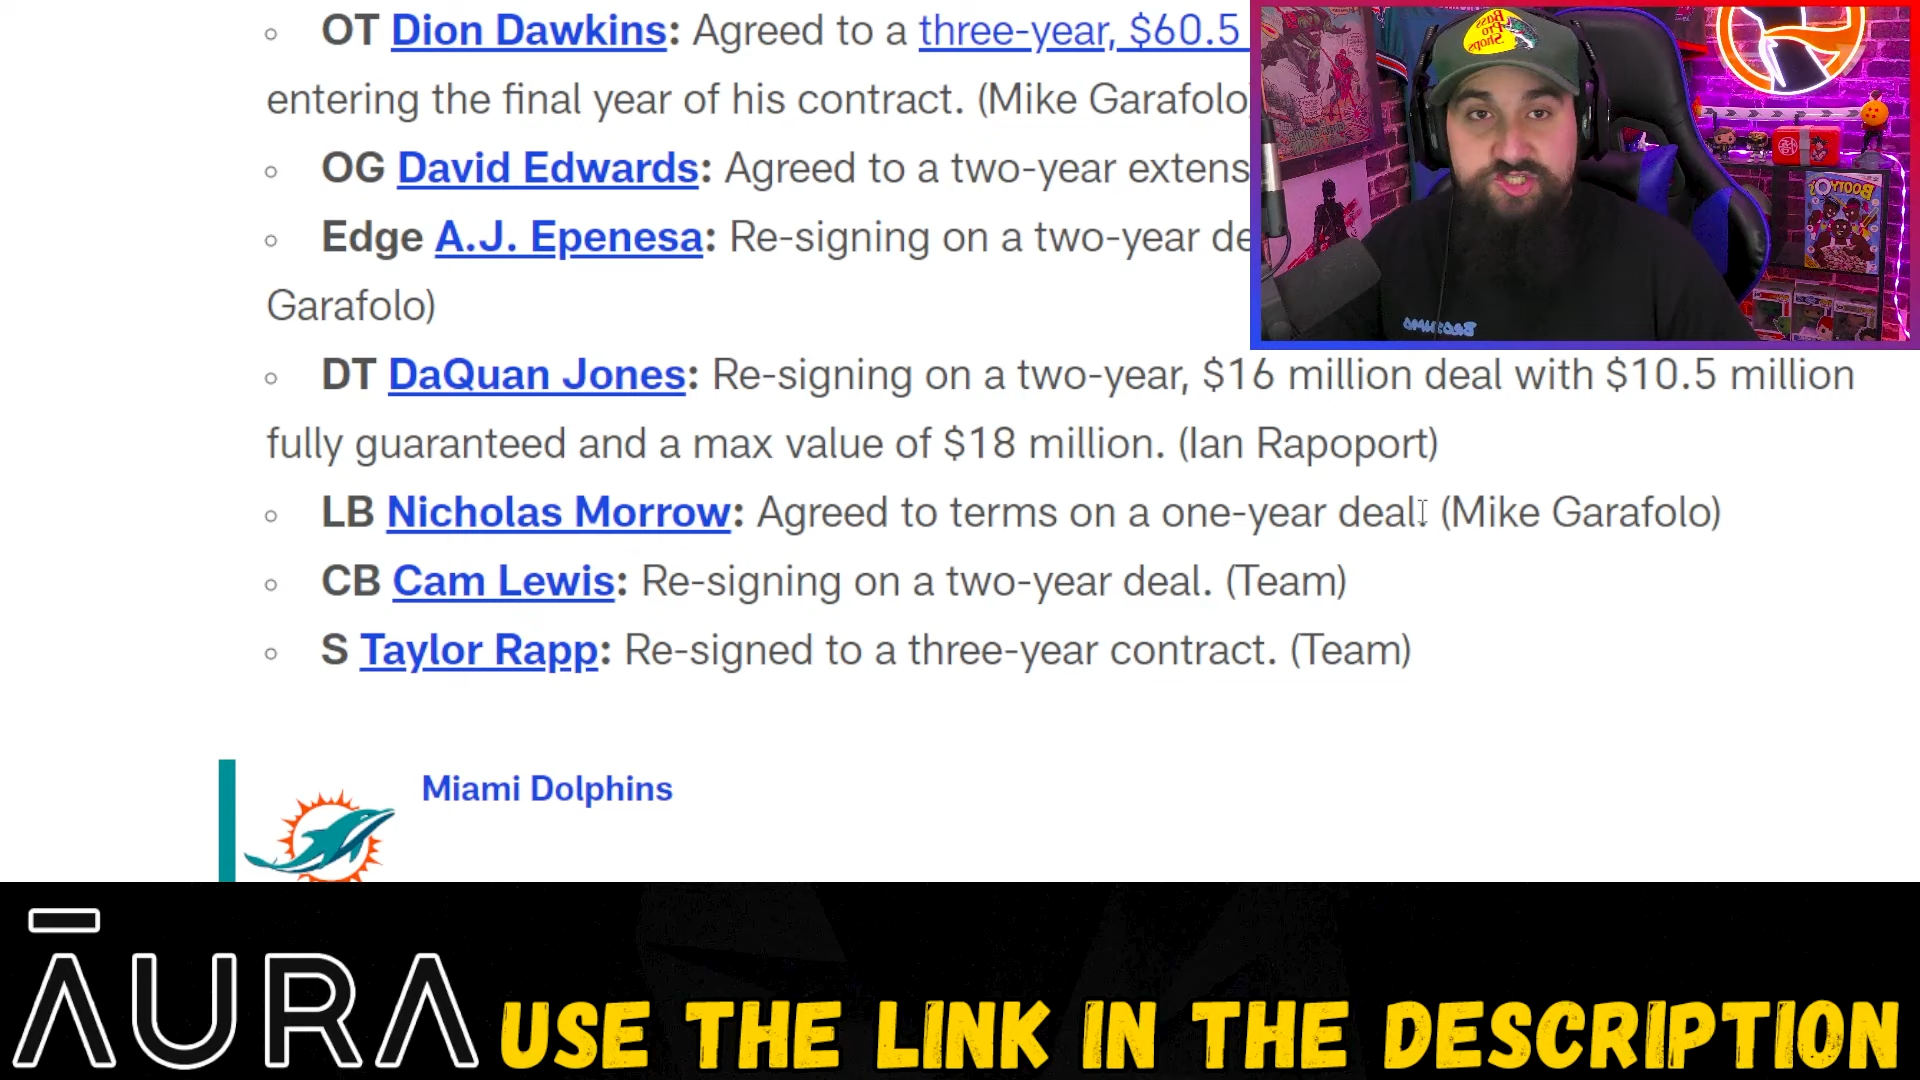 OT Dion Dawkins: Agreed to a three-year, $60.5
entering the final year of his contract. (Mike Garafolo)
OG David Edwards: Agreed to a two-year extens
Edge A.J. Epenesa: Re-signing on a two-year de
Garafolo)
DT DaQuan Jones: Re-signing on a two-year, $16 million deal with $10.5 million
fully guaranteed and a max value of $18 million. (Ian Rapoport)
LB Nicholas Morrow: Agreed to terms on a one-year deal. (Mike Garafolo)
CB Cam Lewis: Re-signing on a two-year deal. (Team)
S Taylor Rapp: Re-signed to a three-year contract. (Team)
Miami Dolphins
Bass
Pro
Shops
BOOTY O's
ĀURA
USE THE LINK IN THE DESCRIPTION